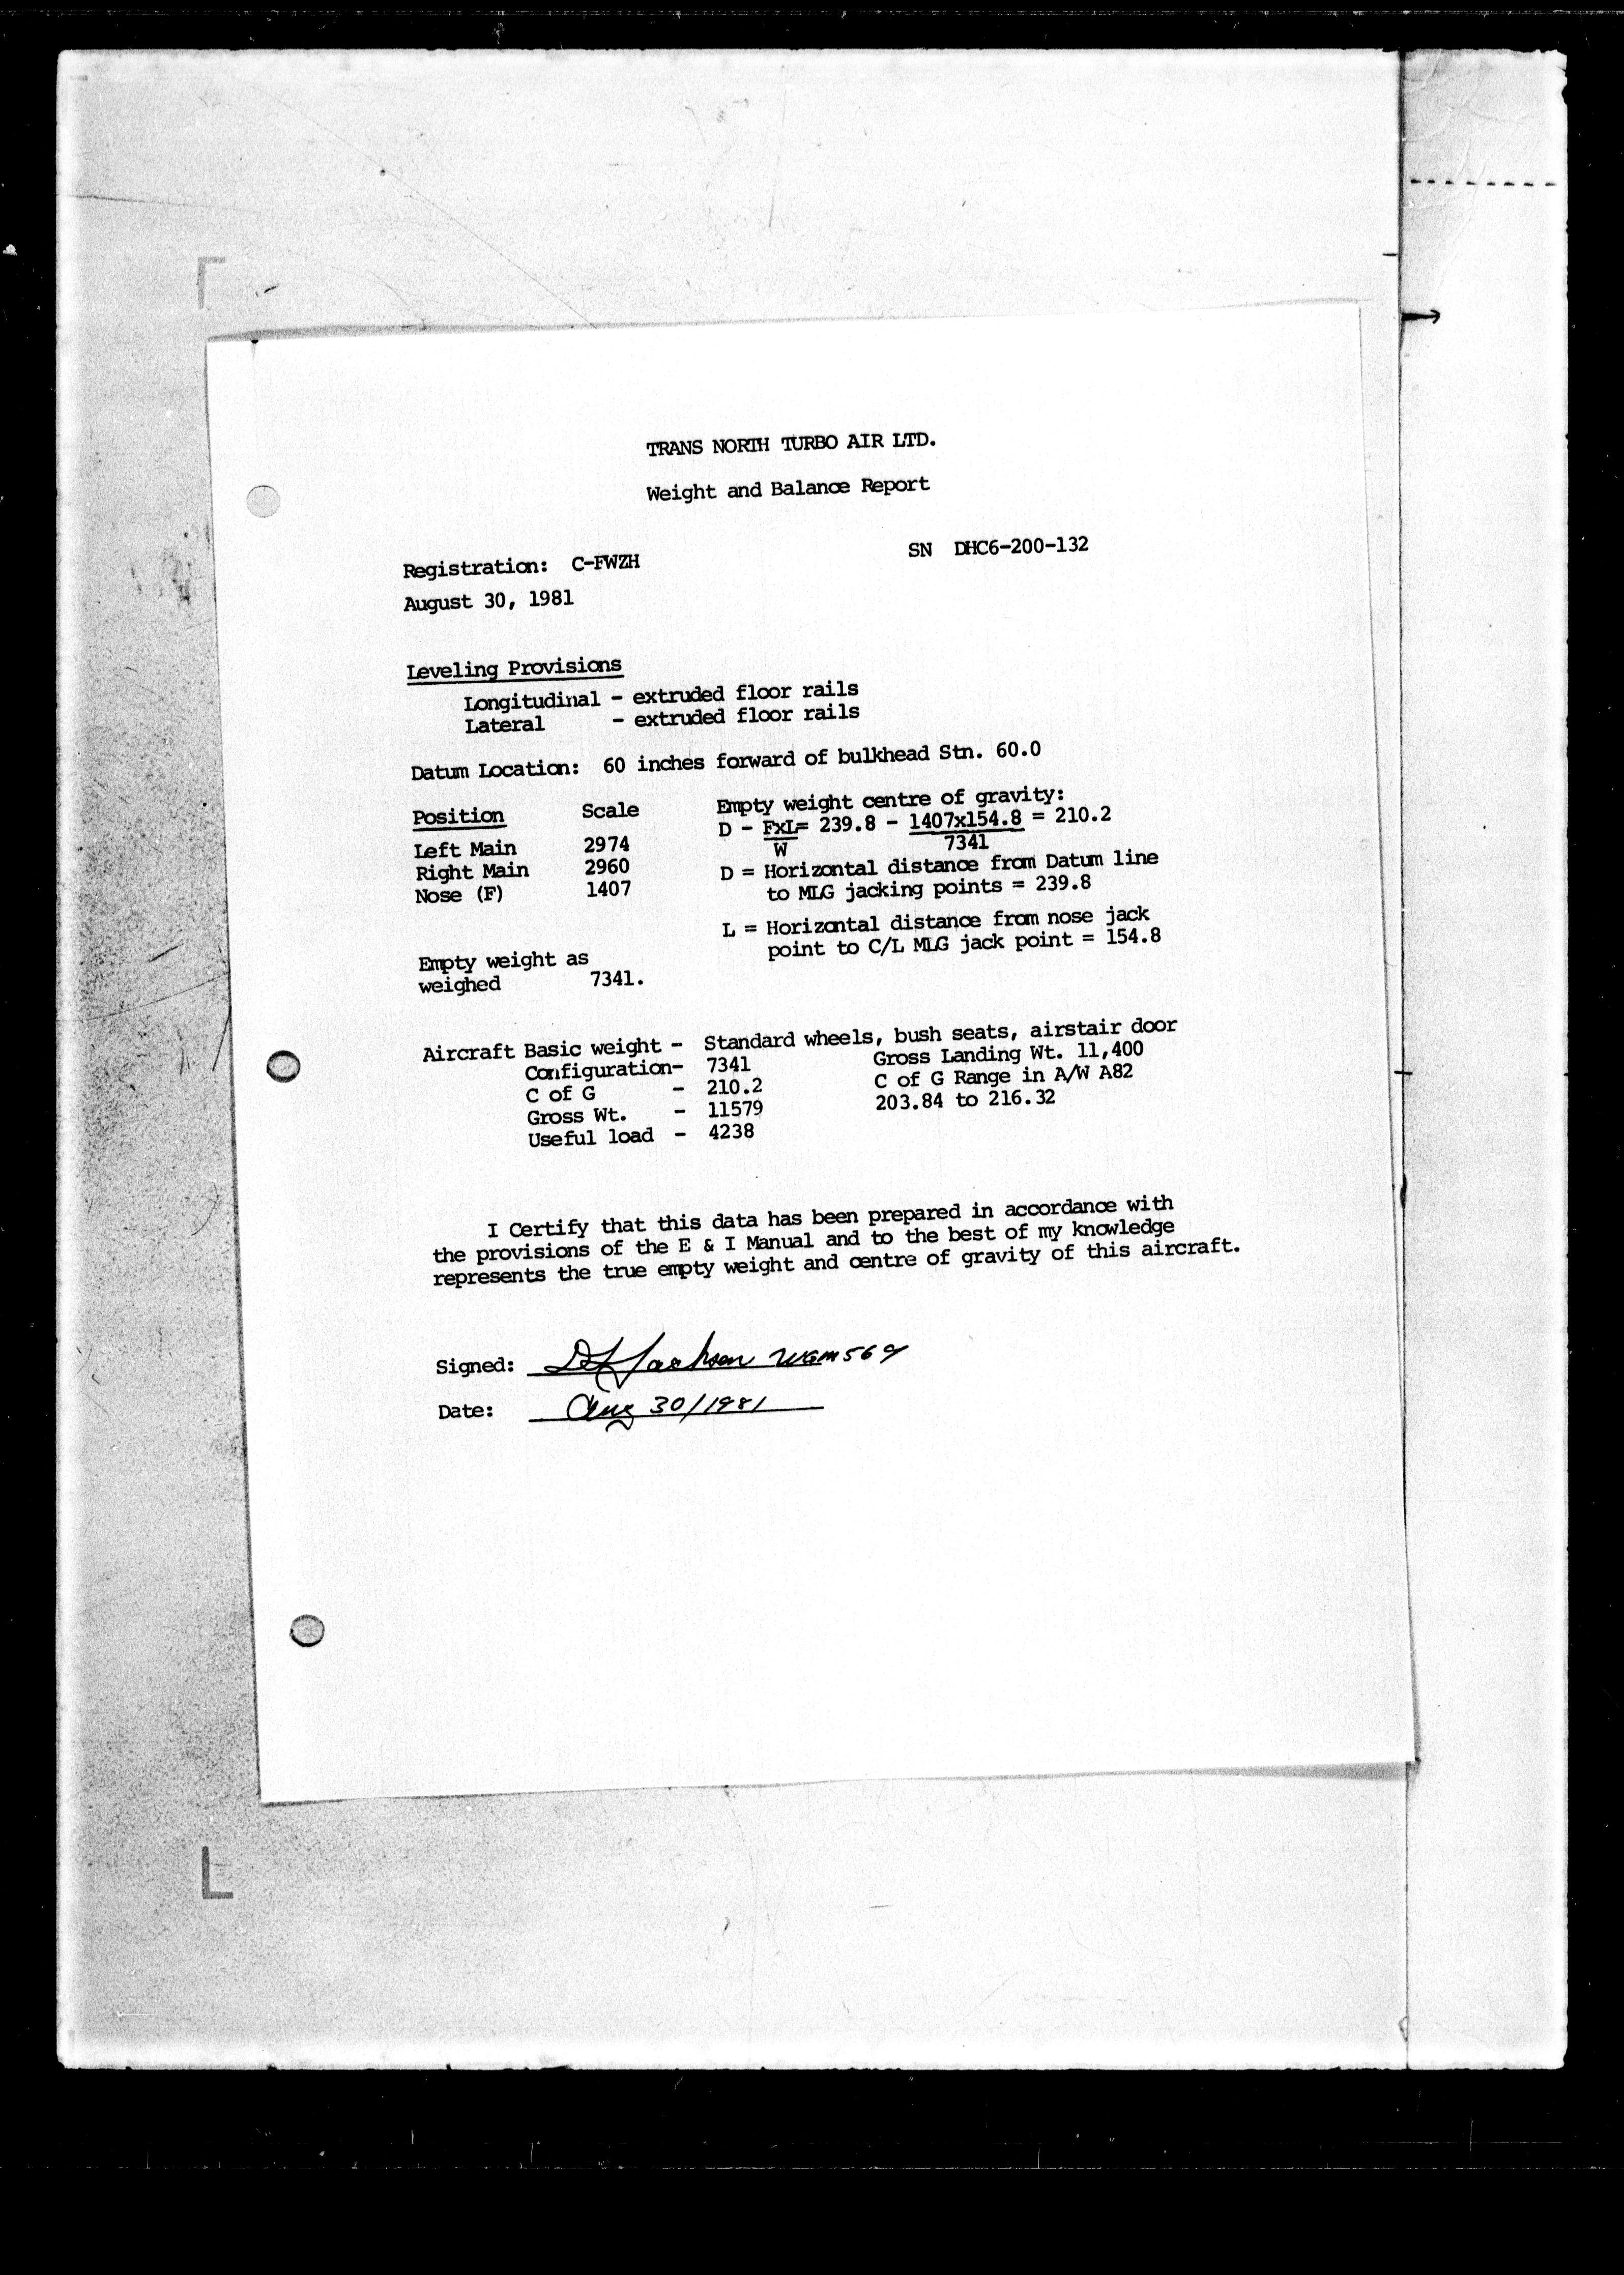 TRANS NORTH TURBO AIR LTD.
Weight and Balance Report
Registration: C-FWZH SN DHC6-200-132
August 30, 1981
Leveling Provisions
Longitudinal - extruded floor rails
Lateral - extruded floor rails
Datum Location: 60 inches forward of bulkhead Stn. 60.0
Position Scale
Left Main 2974
Right Main 2960
Nose (F) 1407
Empty weight as
weighed 7341.
Empty weight centre of gravity:
D - FxL= 239.8 - 1407x154.8 = 210.2
W 7341
D = Horizontal distance from Datum line
to MLG jacking points = 239.8
L = Horizontal distance from nose jack
point to C/L MLG jack point = 154.8
Aircraft Basic weight - Standard wheels, bush seats, airstair door
Configuration- 7341 Gross Landing Wt. 11,400
C of G - 210.2 C of G Range in A/W A82
Gross Wt. - 11579 203.84 to 216.32
Useful load - 4238
I Certify that this data has been prepared in accordance with
the provisions of the E & I Manual and to the best of my knowledge
represents the true empty weight and centre of gravity of this aircraft.
Signed: Jackson
Date: Aug 30/1981
L